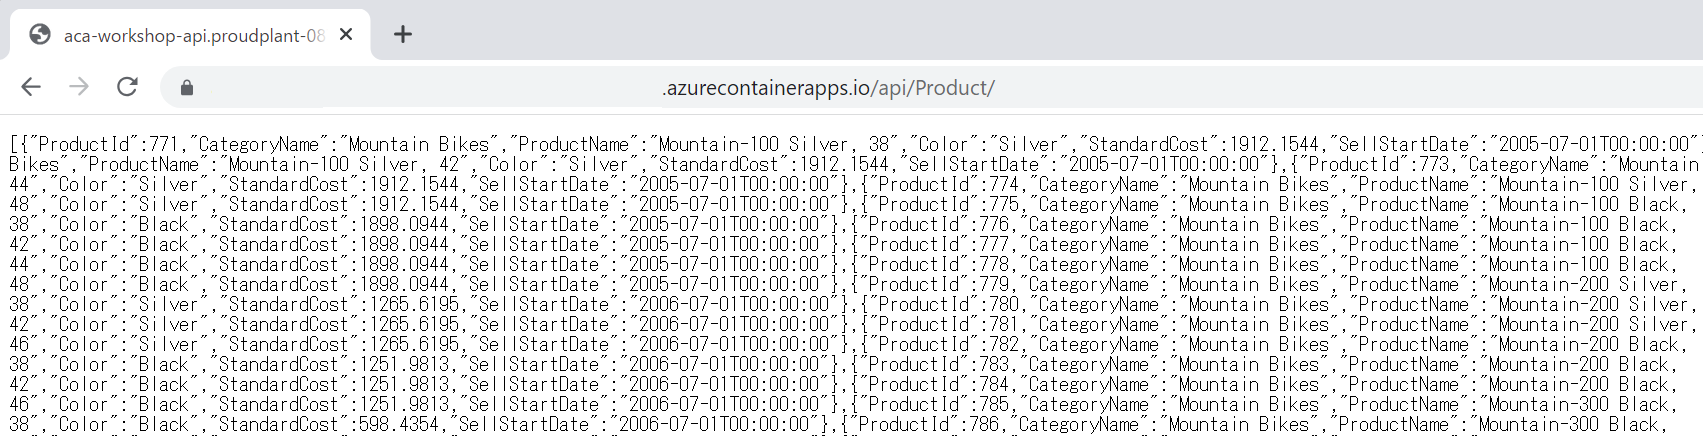 aca-workshop-api.proudplant-08
.azurecontainerapps.io/api/Product/
[{"ProductId":771,"CategoryName":"Mountain Bikes","ProductName":"Mountain-100 Silver, 38","Color":"Silver","StandardCost":1912.1544,"SellStartDate":"2005-07-01T00:00:00"}
Bikes","ProductName":"Mountain-100 Silver, 42","Color":"Silver","StandardCost":1912.1544,"SellStartDate":"2005-07-01T00:00:00"},{"ProductId":773,"CategoryName":"Mountain
44","Color":"Silver","StandardCost":1912.1544,"SellStartDate":"2005-07-01T00:00:00"},{"ProductId":774,"CategoryName":"Mountain Bikes","ProductName":"Mountain-100 Silver,
48","Color":"Silver","StandardCost":1912.1544,"SellStartDate":"2005-07-01T00:00:00"},{"ProductId":775,"CategoryName":"Mountain Bikes","ProductName":"Mountain-100 Black,
38","Color":"Black","StandardCost":1898.0944,"SellStartDate":"2005-07-01T00:00:00"},{"ProductId":776,"CategoryName":"Mountain Bikes","ProductName":"Mountain-100 Black,
42","Color":"Black","StandardCost":1898.0944,"SellStartDate":"2005-07-01T00:00:00"},{"ProductId":777,"CategoryName":"Mountain Bikes","ProductName":"Mountain-100 Black,
44","Color":"Black","StandardCost":1898.0944,"SellStartDate":"2005-07-01T00:00:00"},{"ProductId":778,"CategoryName":"Mountain Bikes","ProductName":"Mountain-100 Black,
48","Color":"Black","StandardCost":1898.0944,"SellStartDate":"2005-07-01T00:00:00"},{"ProductId":779,"CategoryName":"Mountain Bikes","ProductName":"Mountain-200 Silver,
38","Color":"Silver","StandardCost":1265.6195,"SellStartDate":"2006-07-01T00:00:00"},{"ProductId":780,"CategoryName":"Mountain Bikes","ProductName":"Mountain-200 Silver,
42","Color":"Silver","StandardCost":1265.6195,"SellStartDate":"2006-07-01T00:00:00"},{"ProductId":781,"CategoryName":"Mountain Bikes","ProductName":"Mountain-200 Silver,
46","Color":"Silver","StandardCost":1265.6195,"SellStartDate":"2006-07-01T00:00:00"},{"ProductId":782,"CategoryName":"Mountain Bikes","ProductName":"Mountain-200 Black,
38","Color":"Black","StandardCost":1251.9813,"SellStartDate":"2006-07-01T00:00:00"},{"ProductId":783,"CategoryName":"Mountain Bikes","ProductName":"Mountain-200 Black,
42","Color":"Black","StandardCost":1251.9813,"SellStartDate":"2006-07-01T00:00:00"},{"ProductId":784,"CategoryName":"Mountain Bikes","ProductName":"Mountain-200 Black,
46","Color":"Black","StandardCost":1251.9813,"SellStartDate":"2006-07-01T00:00:00"},{"ProductId":785,"CategoryName":"Mountain Bikes","ProductName":"Mountain-300 Black,
38","Color":"Black","StandardCost":598.4354,"SellStartDate":"2006-07-01T00:00:00"},{"ProductId":786,"CategoryName":"Mountain Bikes","ProductName":"Mountain-300 Black,